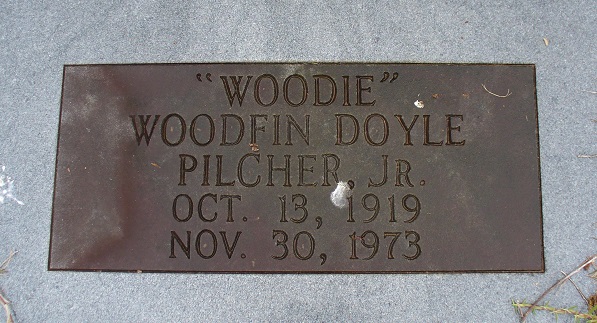 "WOODIE"
WOODFIN DOYLE
PILCHER, JR.
OCT. 13, 1919
NOV. 30, 1973